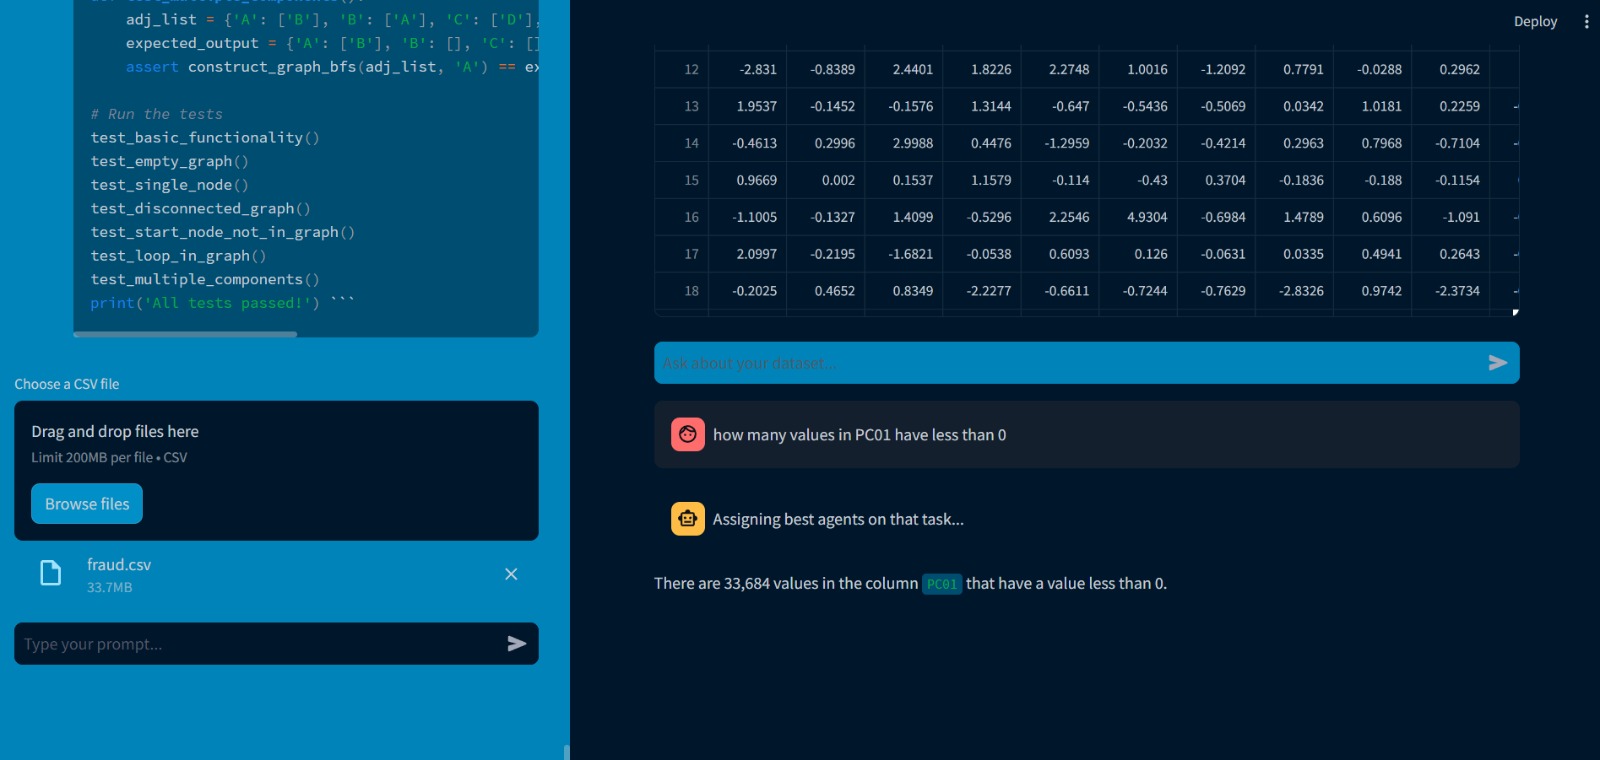 adj_list = {'A': ['B'], 'B': ['A'], 'C': ['D'],
expected_output = {'A': ['B'], 'B': [], 'C': []
assert construct_graph_bfs(adj_list, 'A') == ex
# Run the tests
test_basic_functionality()
test_empty_graph()
test_single_node()
test_disconnected_graph()
test_start_node_not_in_graph()
test_loop_in_graph()
test_multiple_components()
print('All tests passed!') ```
Choose a CSV file
Drag and drop files here
Limit 200MB per file • CSV
Browse files
fraud.csv
33.7MB
Type your prompt...
Deploy
12 -2.831 -0.8389 2.4401 1.8226 2.2748 1.0016 -1.2092 0.7791 -0.0288 0.2962
13 1.9537 -0.1452 -0.1576 1.3144 -0.647 -0.5436 -0.5069 0.0342 1.0181 0.2259
14 -0.4613 0.2996 2.9988 0.4476 -1.2959 -0.2032 -0.4214 0.2963 0.7968 -0.7104
15 0.9669 0.002 0.1537 1.1579 -0.114 -0.43 0.3704 -0.1836 -0.188 -0.1154
16 -1.1005 -0.1327 1.4099 -0.5296 2.2546 4.9304 -0.6984 1.4789 0.6096 -1.091
17 2.0997 -0.2195 -1.6821 -0.0538 0.6093 0.126 -0.0631 0.0335 0.4941 0.2643
18 -0.2025 0.4652 0.8349 -2.2277 -0.6611 -0.7244 -0.7629 -2.8326 0.9742 -2.3734
Ask about your dataset...
how many values in PC01 have less than 0
Assigning best agents on that task...
There are 33,684 values in the column PC01 that have a value less than 0.